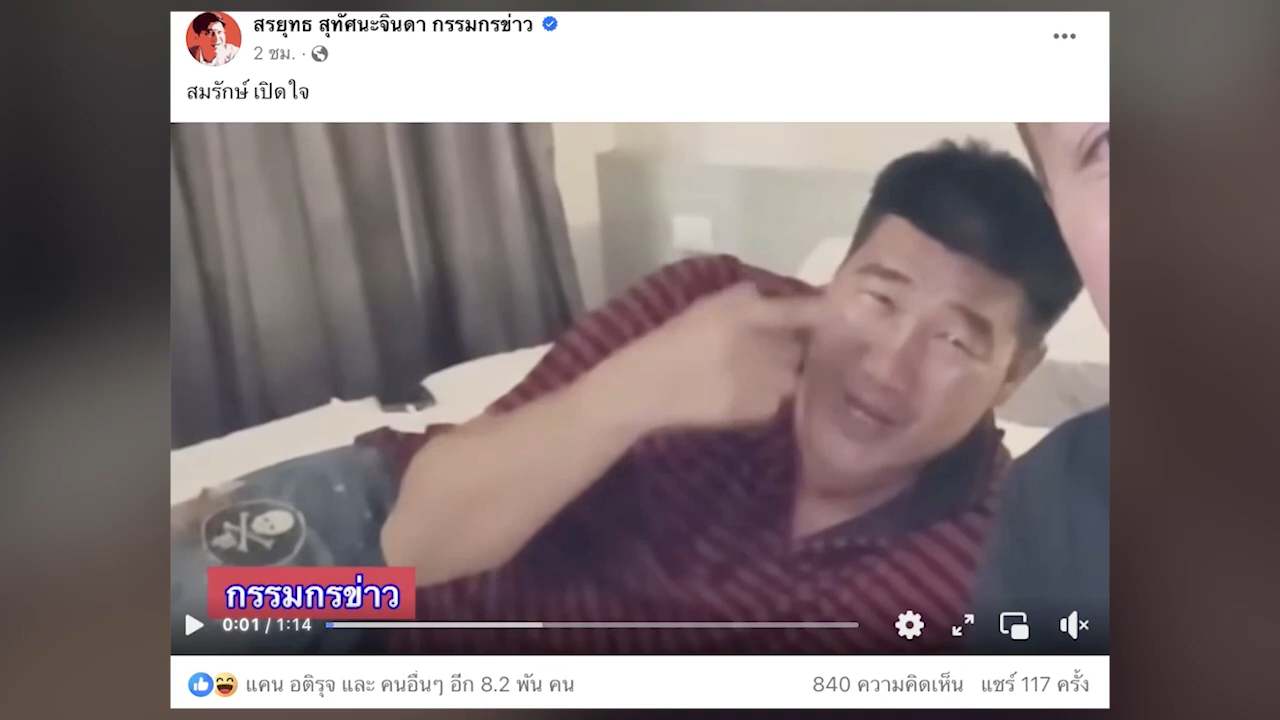 สรยุทธ สุทัศนะจินดา กรรมกรข่าว
2 ชม. ·
สมรักษ์ เปิดใจ
กรรมกรข่าว
0:01 / 1:14
แคน อติรุจ และ คนอื่นๆ อีก 8.2 พัน คน
840 ความคิดเห็น แชร์ 117 ครั้ง